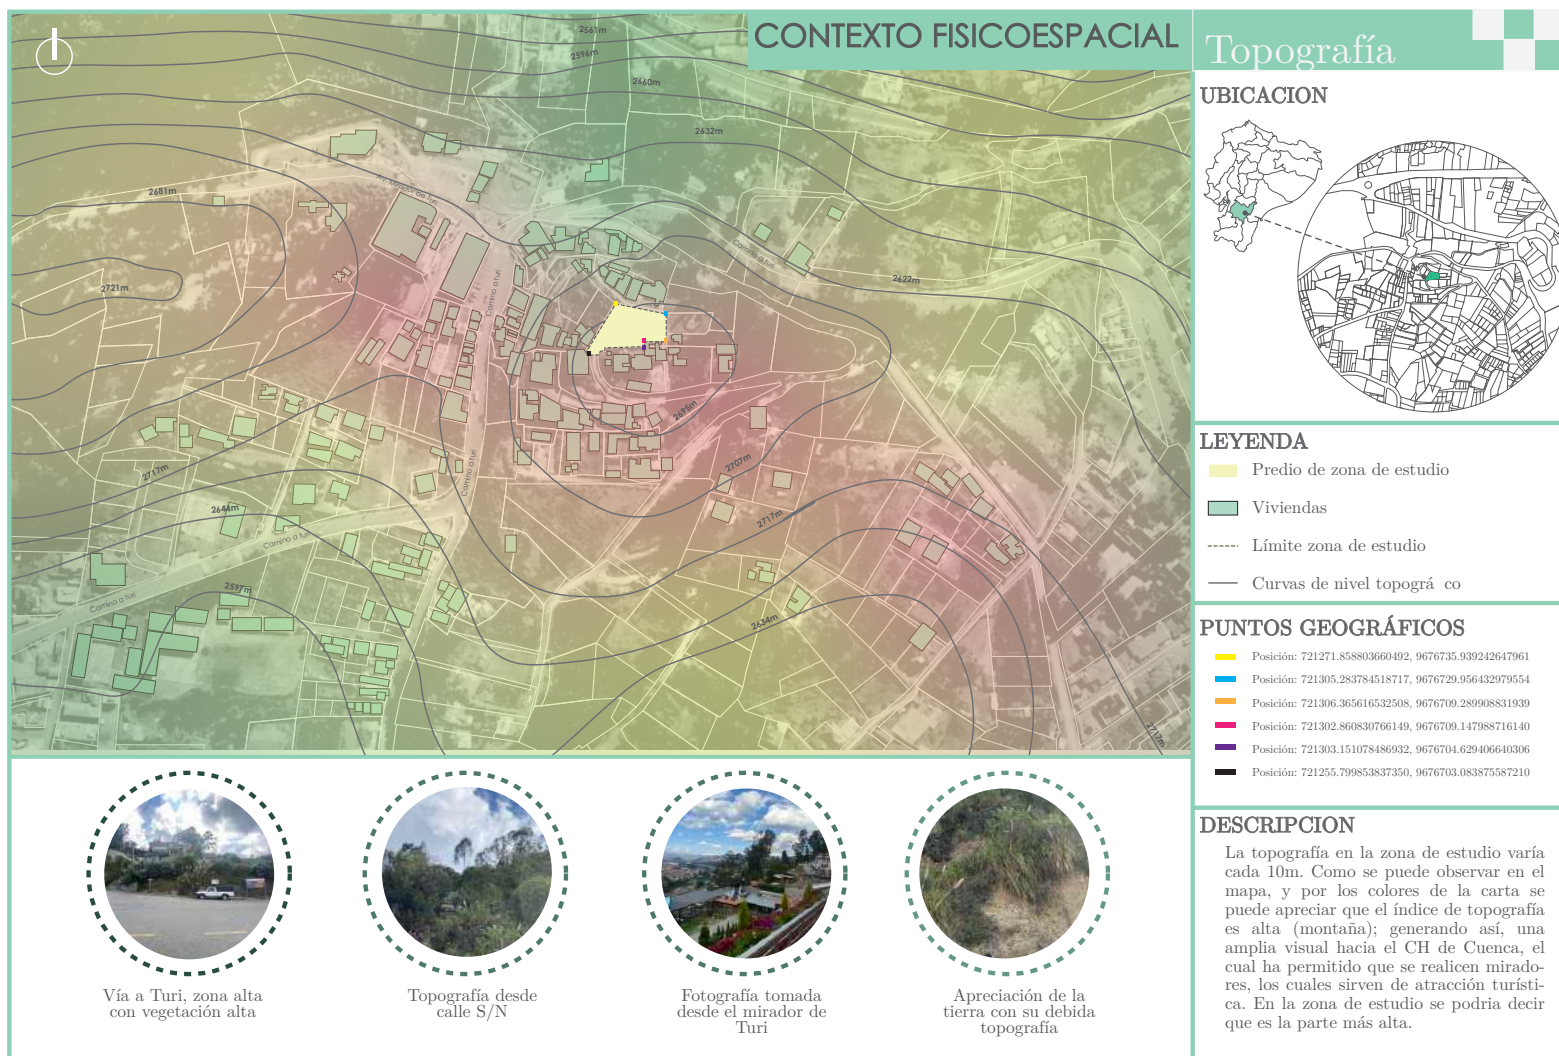 CONTEXTO FISICOESPACIAL
Topografía
2561m
2596m
2660m
2632m
2681m
Av. Mirador de Turi
Camino a turi
2622m
2721m
Camino a turi
2695m
2707m
2717m
2717m
Camino a turi
2644m
Camino a turi
2597m
Camino a turi
2634m
2717m
UBICACION
LEYENDA
Predio de zona de estudio
Viviendas
Límite zona de estudio
Curvas de nivel topográ co
PUNTOS GEOGRÁFICOS
Posición: 721271.858803660492, 9676735.939242647961
Posición: 721305.283784518717, 9676729.956432979554
Posición: 721306.365616532508, 9676709.289908831939
Posición: 721302.860830766149, 9676709.147988716140
Posición: 721303.151078486932, 9676704.629406640306
Posición: 721255.799853837350, 9676703.083875587210
DESCRIPCION
La topografía en la zona de estudio varía
cada 10m. Como se puede observar en el
mapa, y por los colores de la carta se
puede apreciar que el índice de topografía
es alta (montaña); generando así, una
amplia visual hacia el CH de Cuenca, el
cual ha permitido que se realicen mirado-
res, los cuales sirven de atracción turísti-
ca. En la zona de estudio se podria decir
que es la parte más alta.
Vía a Turi, zona alta
con vegetación alta
Topografía desde
calle S/N
Fotografía tomada
desde el mirador de
Turi
Apreciación de la
tierra con su debida
topografía